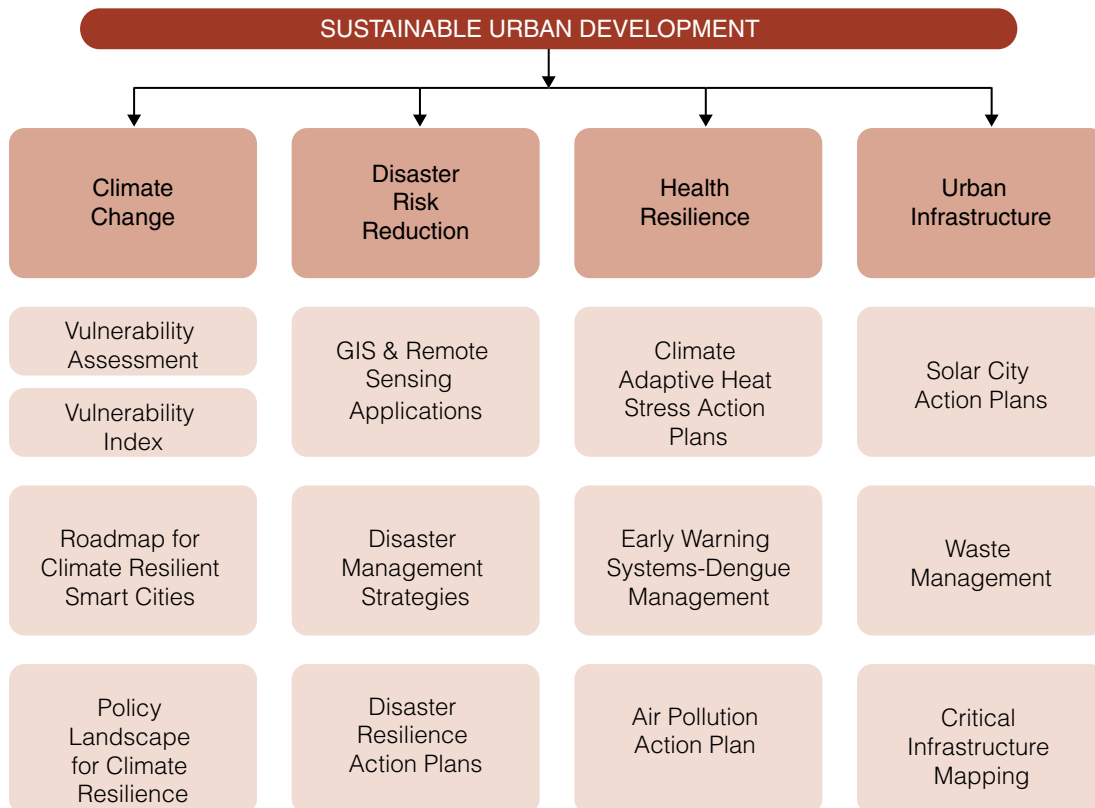 SUSTAINABLE URBAN DEVELOPMENT
Climate
Change
Disaster
Risk
Reduction
Health
Resilience
Urban
Infrastructure
Vulnerability
Assessment
Vulnerability
Index
GIS & Remote
Sensing
Applications
Climate
Adaptive Heat
Stress Action
Plans
Solar City
Action Plans
Roadmap for
Climate Resilient
Smart Cities
Disaster
Management
Strategies
Early Warning
Systems-Dengue
Management
Waste
Management
Policy
Landscape
for Climate
Resilience
Disaster
Resilience
Action Plans
Air Pollution
Action Plan
Critical
Infrastructure
Mapping